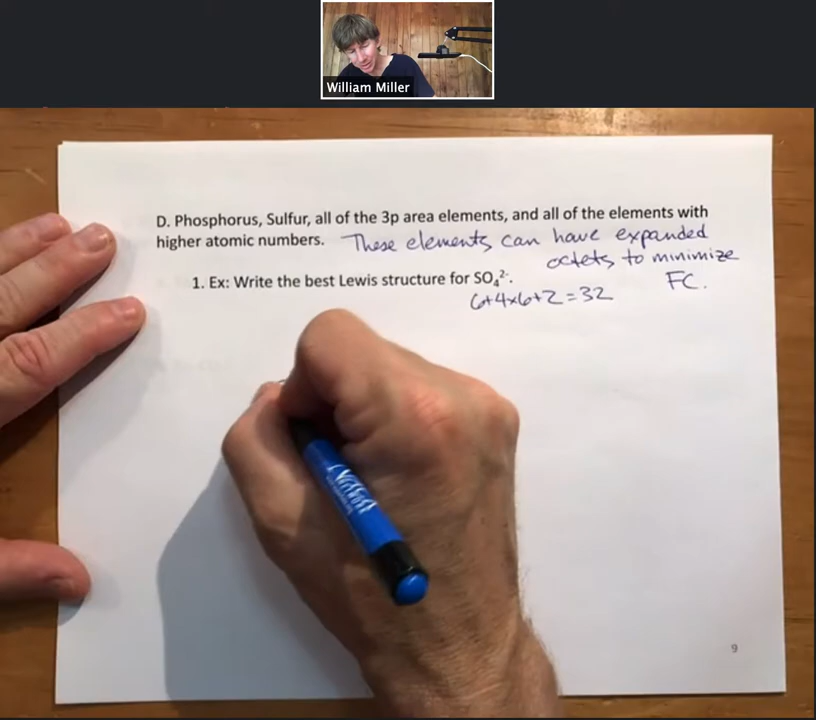 William Miller
D. Phosphorus, Sulfur, all of the 3p area elements, and all of the elements with
higher atomic numbers. These elements can have expanded
octets to minimize
FC.
1. Ex: Write the best Lewis structure for SO₄²⁻.
6+4x6+2=32
9